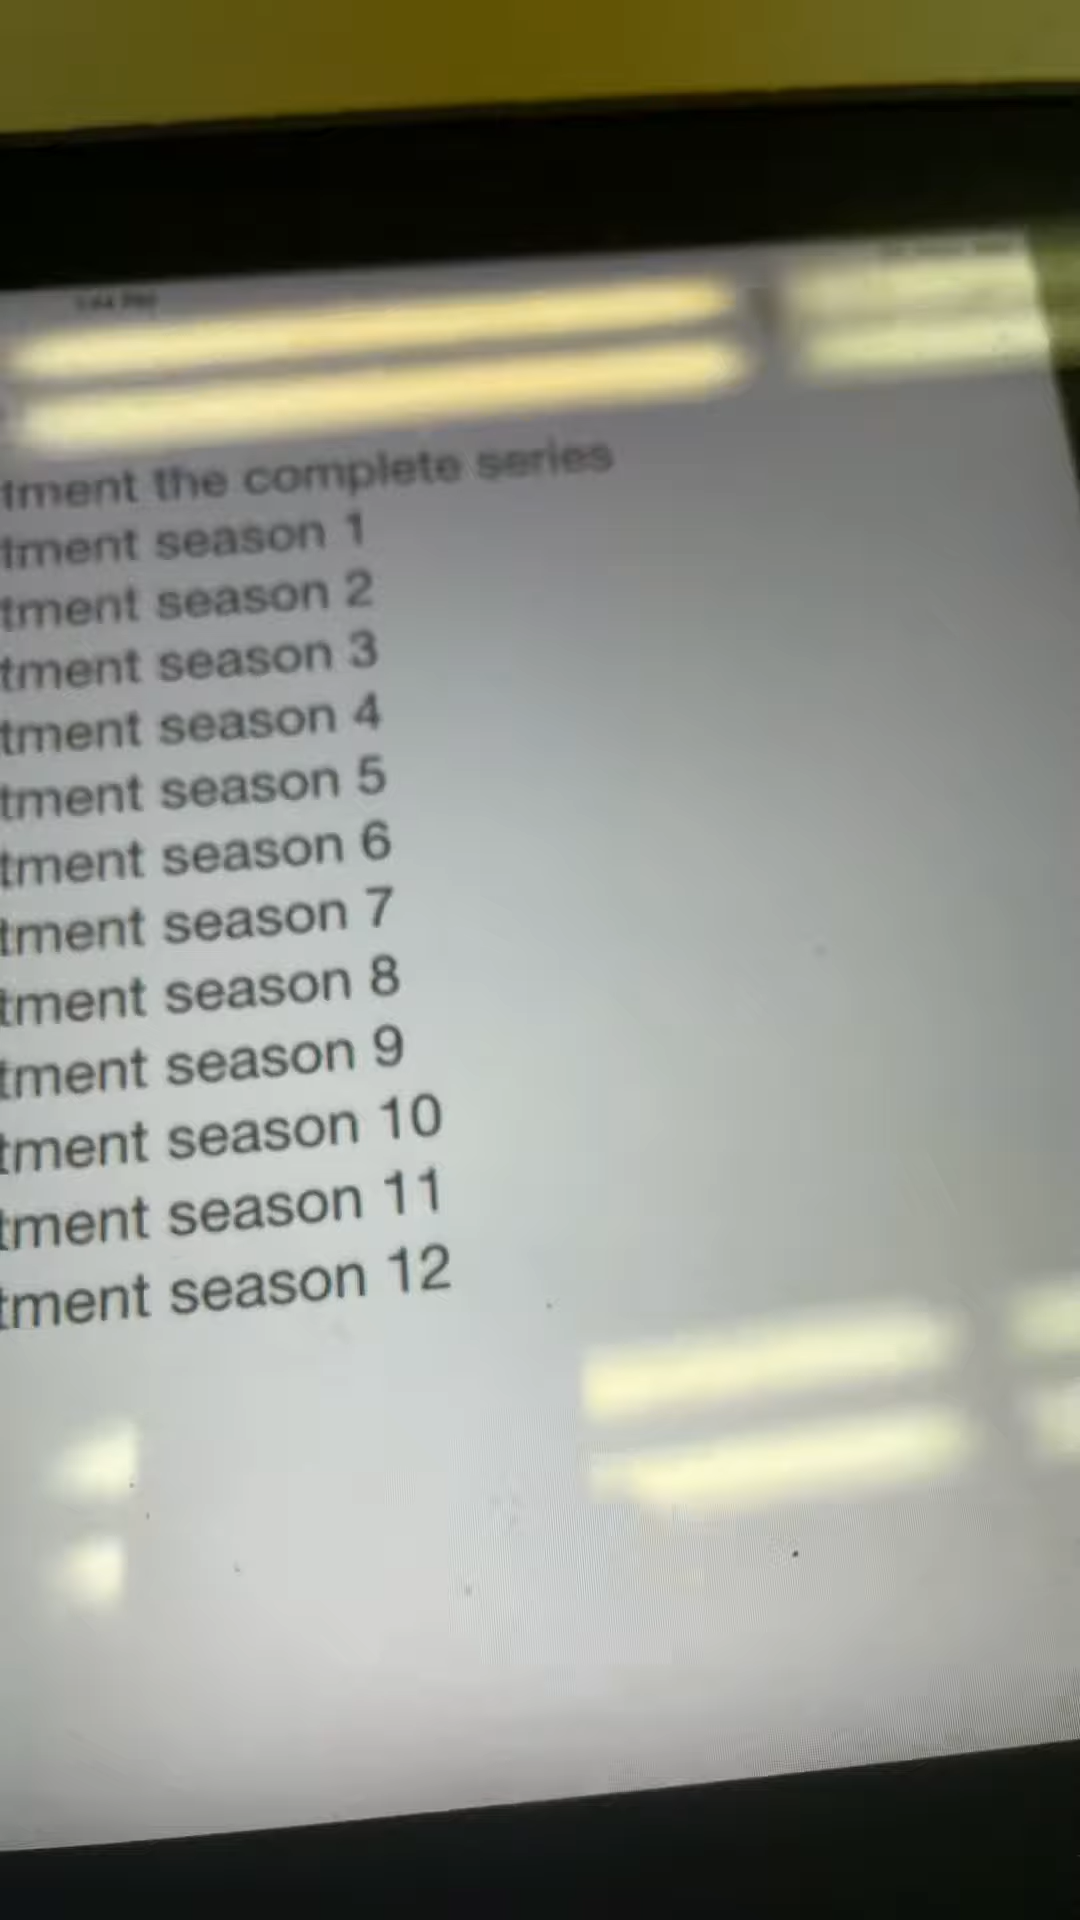 tment the complete series
tment season 1
tment season 2
tment season 3
tment season 4
tment season 5
tment season 6
tment season 7
tment season 8
tment season 9
tment season 10
tment season 11
tment season 12